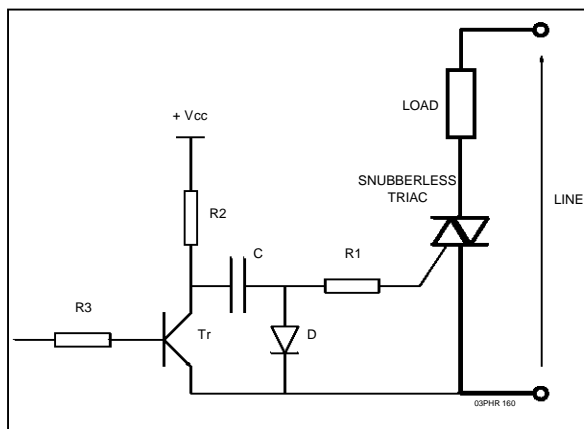 LOAD
+ Vcc
SNUBBERLESS
TRIAC
LINE
R2
C
R1
R3
Tr
D
03PHR 160